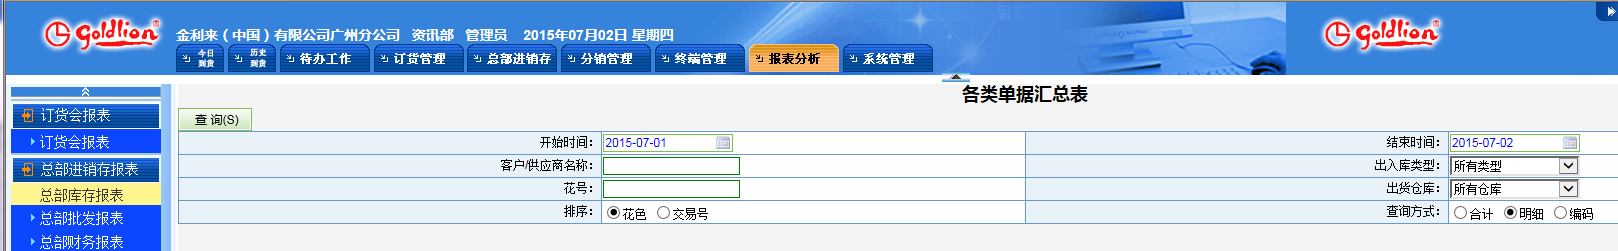 Goldlion®
金利来（中国）有限公司广州分公司 资讯部 管理员 2015年07月02日 星期四
Goldlion®
今日到货 历史到货 待办工作 订货管理 总部进销存 分销管理 终端管理 报表分析 系统管理
各类单据汇总表
查 询(S)
订货会报表
订货会报表
总部进销存报表
总部库存报表
总部批发报表
总部财务报表
开始时间： 2015-07-01 结束时间： 2015-07-02
客户/供应商名称： 出入库类型： 所有类型
花号： 出货仓库： 所有仓库
排序： 花色 交易号 查询方式： 合计 明细 编码